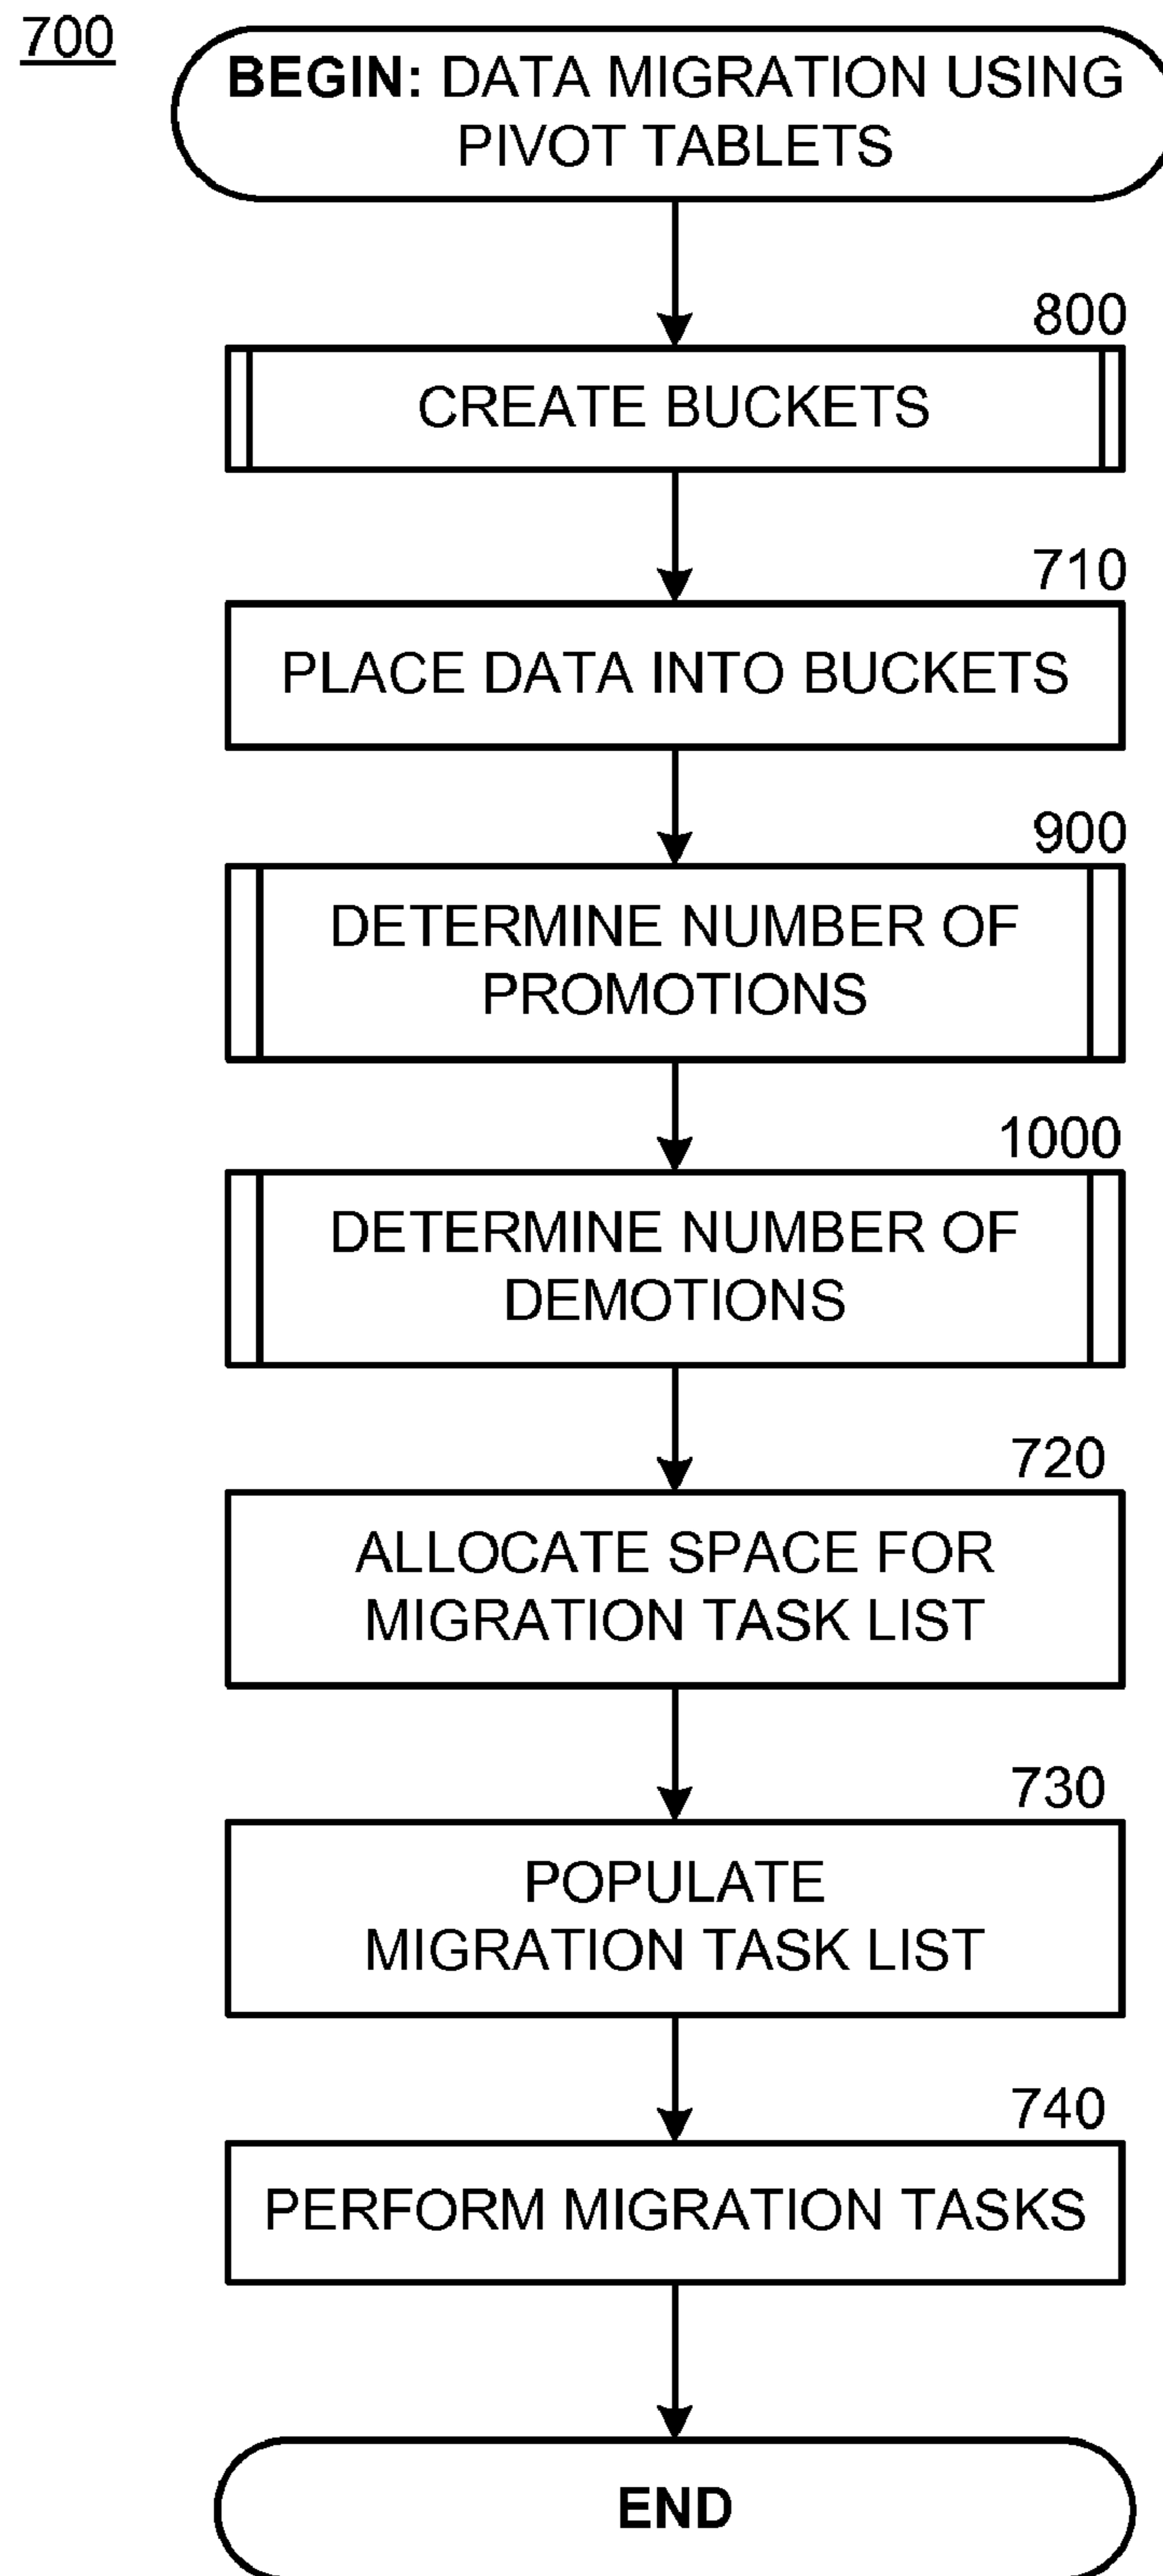 700
BEGIN: DATA MIGRATION USING
PIVOT TABLETS
800
CREATE BUCKETS
710
PLACE DATA INTO BUCKETS
900
DETERMINE NUMBER OF
PROMOTIONS
1000
DETERMINE NUMBER OF
DEMOTIONS
720
ALLOCATE SPACE FOR
MIGRATION TASK LIST
730
POPULATE
MIGRATION TASK LIST
740
PERFORM MIGRATION TASKS
END